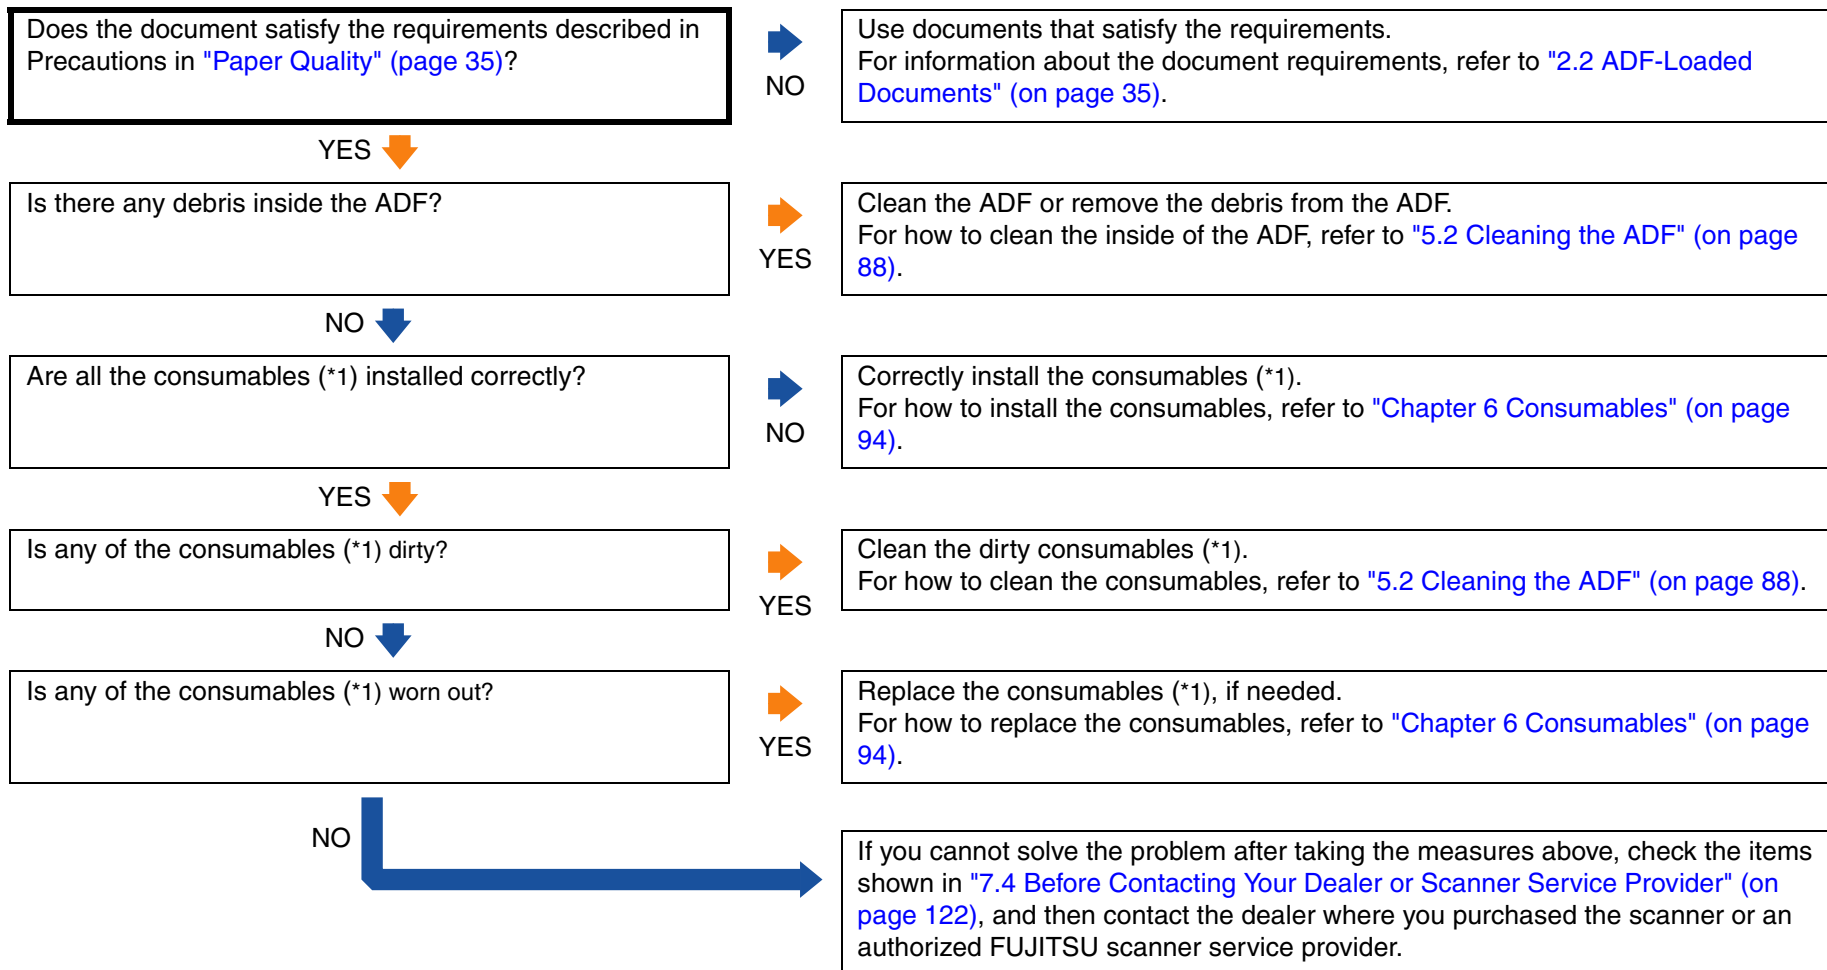 Does the document satisfy the requirements described in
Precautions in "Paper Quality" (page 35)?
NO
Use documents that satisfy the requirements.
For information about the document requirements, refer to "2.2 ADF-Loaded
Documents" (on page 35).
YES
Is there any debris inside the ADF?
YES
Clean the ADF or remove the debris from the ADF.
For how to clean the inside of the ADF, refer to "5.2 Cleaning the ADF" (on page
88).
NO
Are all the consumables (*1) installed correctly?
NO
Correctly install the consumables (*1).
For how to install the consumables, refer to "Chapter 6 Consumables" (on page
94).
YES
Is any of the consumables (*1) dirty?
YES
Clean the dirty consumables (*1).
For how to clean the consumables, refer to "5.2 Cleaning the ADF" (on page 88).
NO
Is any of the consumables (*1) worn out?
YES
Replace the consumables (*1), if needed.
For how to replace the consumables, refer to "Chapter 6 Consumables" (on page
94).
NO
If you cannot solve the problem after taking the measures above, check the items
shown in "7.4 Before Contacting Your Dealer or Scanner Service Provider" (on
page 122), and then contact the dealer where you purchased the scanner or an
authorized FUJITSU scanner service provider.